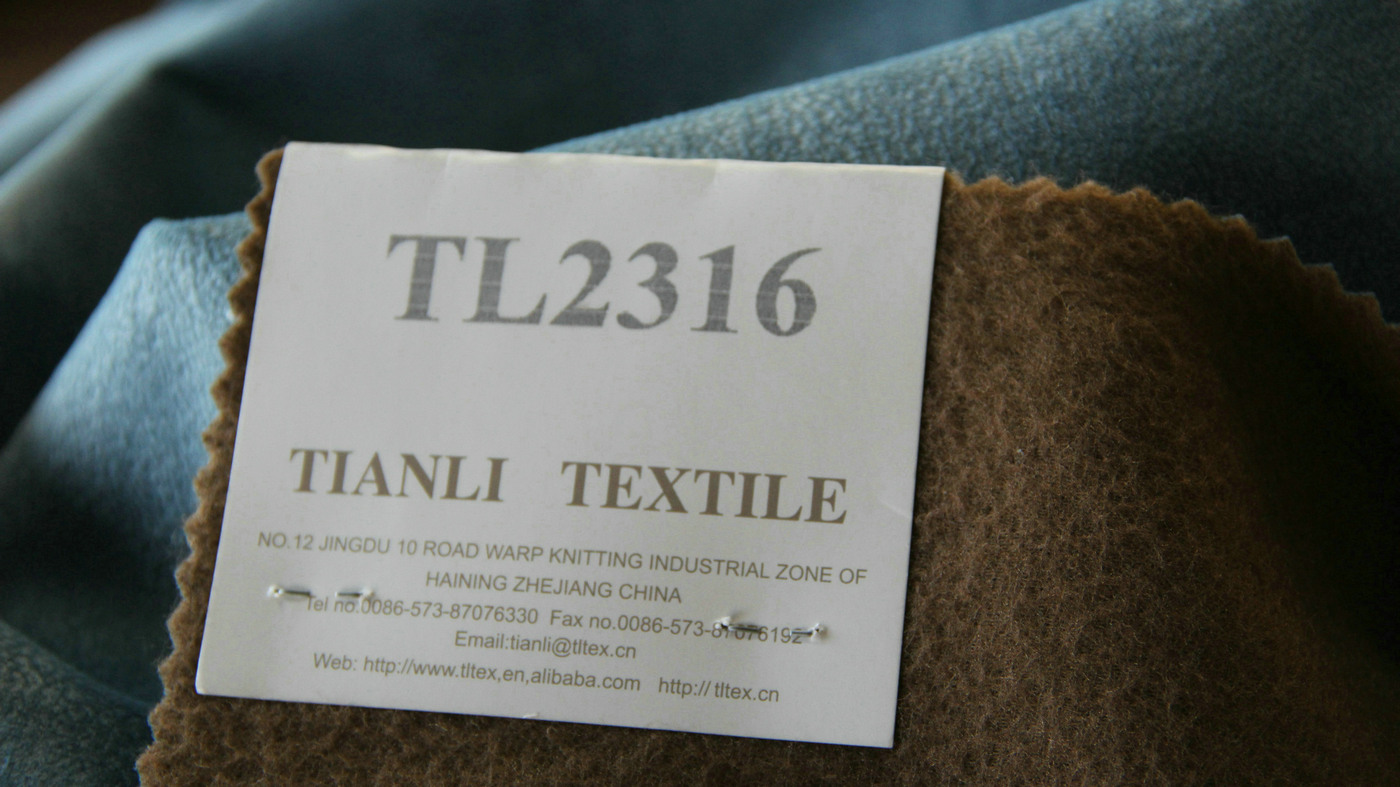 TL2316
TIANLI TEXTILE
NO.12 JINGDU 10 ROAD WARP KNITTING INDUSTRIAL ZONE OF
HAINING ZHEJIANG CHINA
Tel no:0086-573-87076330 Fax no.0086-573-87076192
Email:tianli@tltex.cn
Web: http://www.tltex,en,alibaba.com http:// tltex.cn